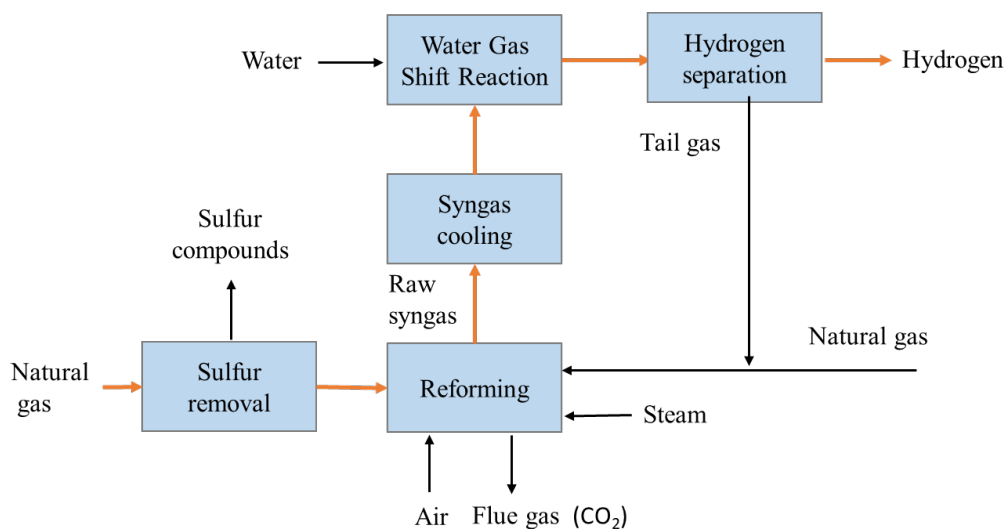 Water
Water Gas
Shift Reaction
Hydrogen
separation
Hydrogen
Tail gas
Sulfur
compounds
Syngas
cooling
Raw
syngas
Natural gas
Natural
gas
Sulfur
removal
Reforming
Steam
Air
Flue gas (CO₂)